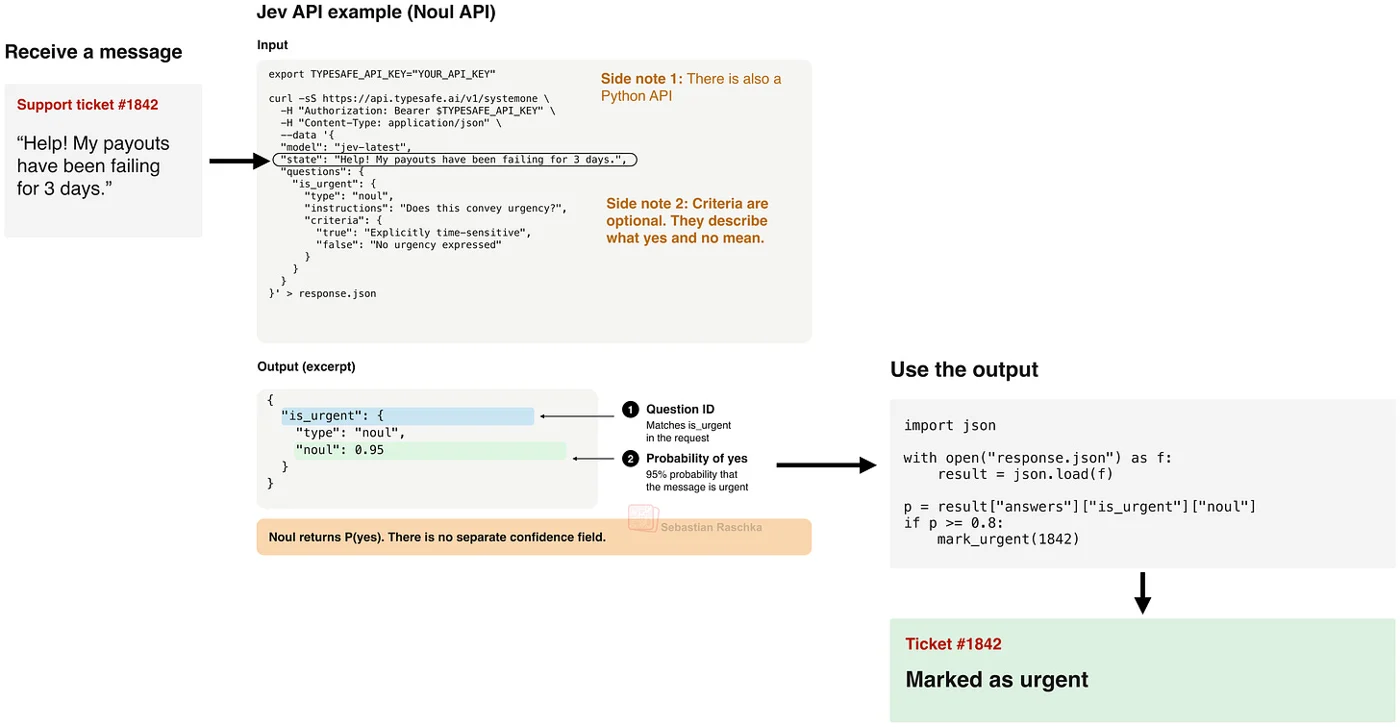 Jev API example (Noul API)
Receive a message
Support ticket #1842
“Help! My payouts
have been failing
for 3 days.”
Input
export TYPESAFE_API_KEY="YOUR_API_KEY"
curl -sS https://api.typesafe.ai/v1/systemone \
-H "Authorization: Bearer $TYPESAFE_API_KEY" \
-H "Content-Type: application/json" \
--data '{
"model": "jev-latest",
"state": "Help! My payouts have been failing for 3 days.",
"questions": {
"is_urgent": {
"type": "noul",
"instructions": "Does this convey urgency?",
"criteria": {
"true": "Explicitly time-sensitive",
"false": "No urgency expressed"
}
}
}
}' > response.json
Side note 1: There is also a
Python API
Side note 2: Criteria are
optional. They describe
what yes and no mean.
Output (excerpt)
{
"is_urgent": {
"type": "noul",
"noul": 0.95
}
}
1 Question ID
Matches is_urgent
in the request
2 Probability of yes
95% probability that
the message is urgent
Sebastian Raschka
Noul returns P(yes). There is no separate confidence field.
Use the output
import json
with open("response.json") as f:
result = json.load(f)
p = result["answers"]["is_urgent"]["noul"]
if p >= 0.8:
mark_urgent(1842)
Ticket #1842
Marked as urgent